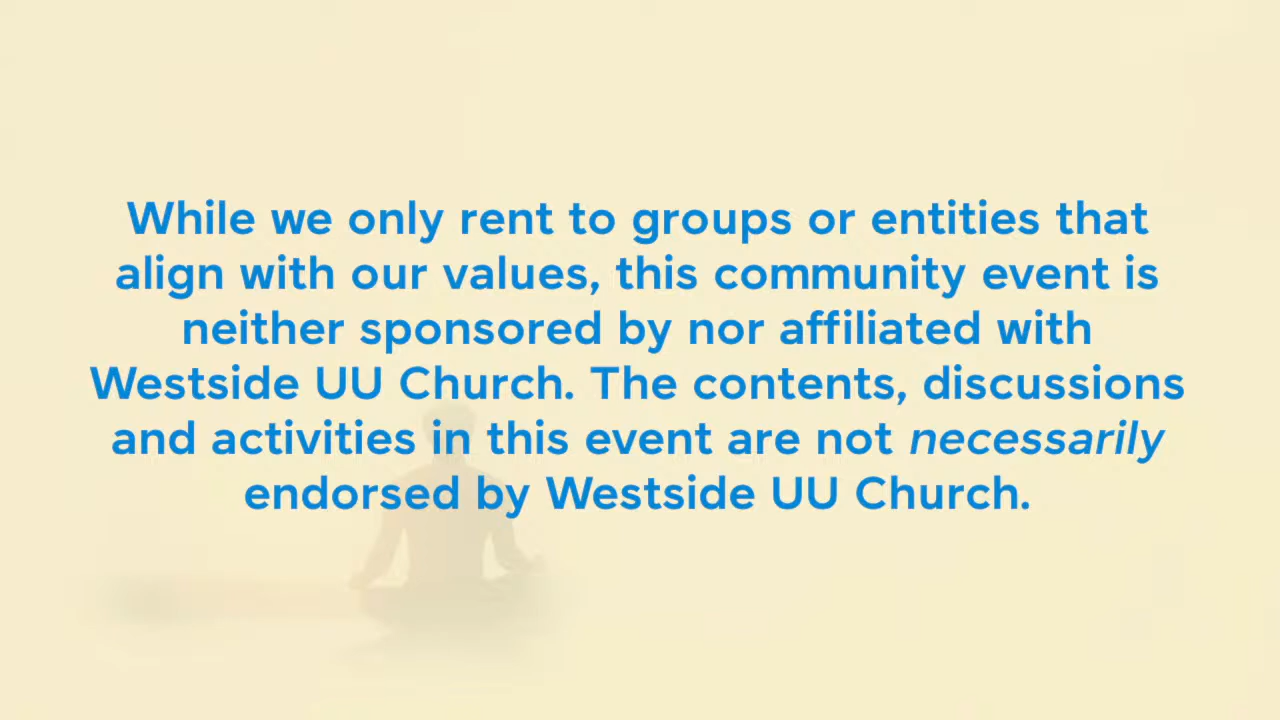 While we only rent to groups or entities that
align with our values, this community event is
neither sponsored by nor affiliated with
Westside UU Church. The contents, discussions
and activities in this event are not necessarily
endorsed by Westside UU Church.